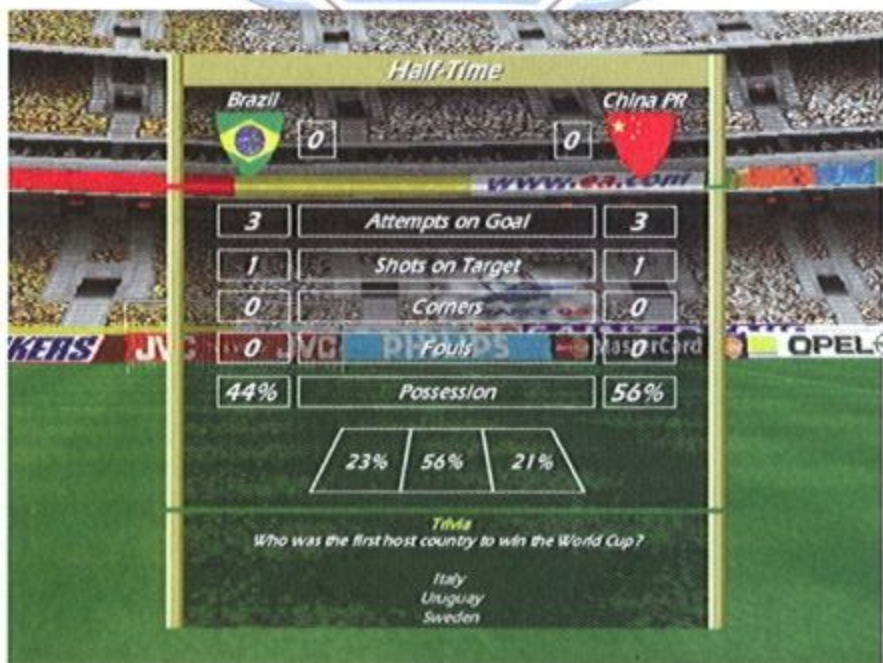 Half-Time
Brazil China PR
0 0
www.ea.com
3 Attempts on Goal 3
1 Shots on Target 1
0 Corners 0
KERS JVC 0 JVC PHILIPS Fouls MasterCard 0 OPEL
44% Possession 56%
23% 56% 21%
Trivia
Who was the first host country to win the World Cup?
Italy
Uruguay
Sweden